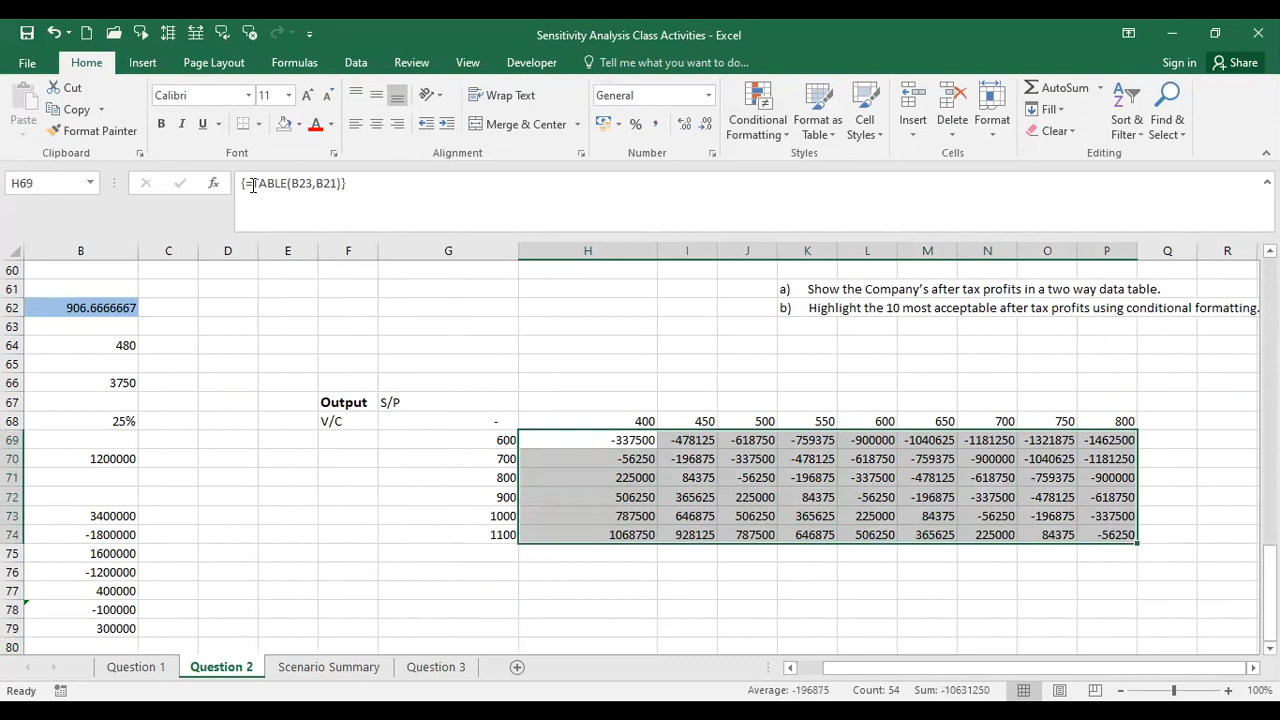 Sensitivity Analysis Class Activities - Excel
File Home Insert Page Layout Formulas Data Review View Developer Tell me what you want to do... Sign in Share
Cut
Copy
Format Painter
Paste
Clipboard
Calibri 11
B I U A
Font
Wrap Text
Merge & Center
Alignment
General
%
Number
Conditional Formatting
Format as Table
Cell Styles
Styles
Insert
Delete
Format
Cells
AutoSum
Fill
Clear
Sort & Filter
Find & Select
Editing
H69 fx {=TABLE(B23,B21)}
B C D E F G H I J K L M N O P Q R
60
61 a) Show the Company's after tax profits in a two way data table.
62 906.6666667 b) Highlight the 10 most acceptable after tax profits using conditional formatting.
63
64 480
65
66 3750
67 Output S/P
68 25% V/C - 400 450 500 550 600 650 700 750 800
69 600 -337500 -478125 -618750 -759375 -900000 -1040625 -1181250 -1321875 -1462500
70 1200000 700 -56250 -196875 -337500 -478125 -618750 -759375 -900000 -1040625 -1181250
71 800 225000 84375 -56250 -196875 -337500 -478125 -618750 -759375 -900000
72 900 506250 365625 225000 84375 -56250 -196875 -337500 -478125 -618750
73 3400000 1000 787500 646875 506250 365625 225000 84375 -56250 -196875 -337500
74 -1800000 1100 1068750 928125 787500 646875 506250 365625 225000 84375 -56250
75 1600000
76 -1200000
77 400000
78 -100000
79 300000
80
Question 1 Question 2 Scenario Summary Question 3
Ready Average: -196875 Count: 54 Sum: -10631250 100%